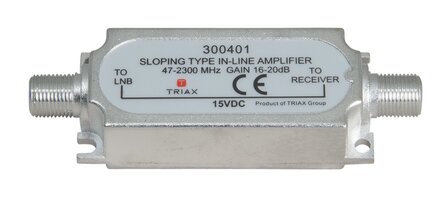 300401
SLOPING TYPE IN-LINE AMPLIFIER
47-2300 MHz GAIN 16-20dB
TO LNB
TO RECEIVER
T
TRIAX
CE
15VDC
Product of TRIAX Group